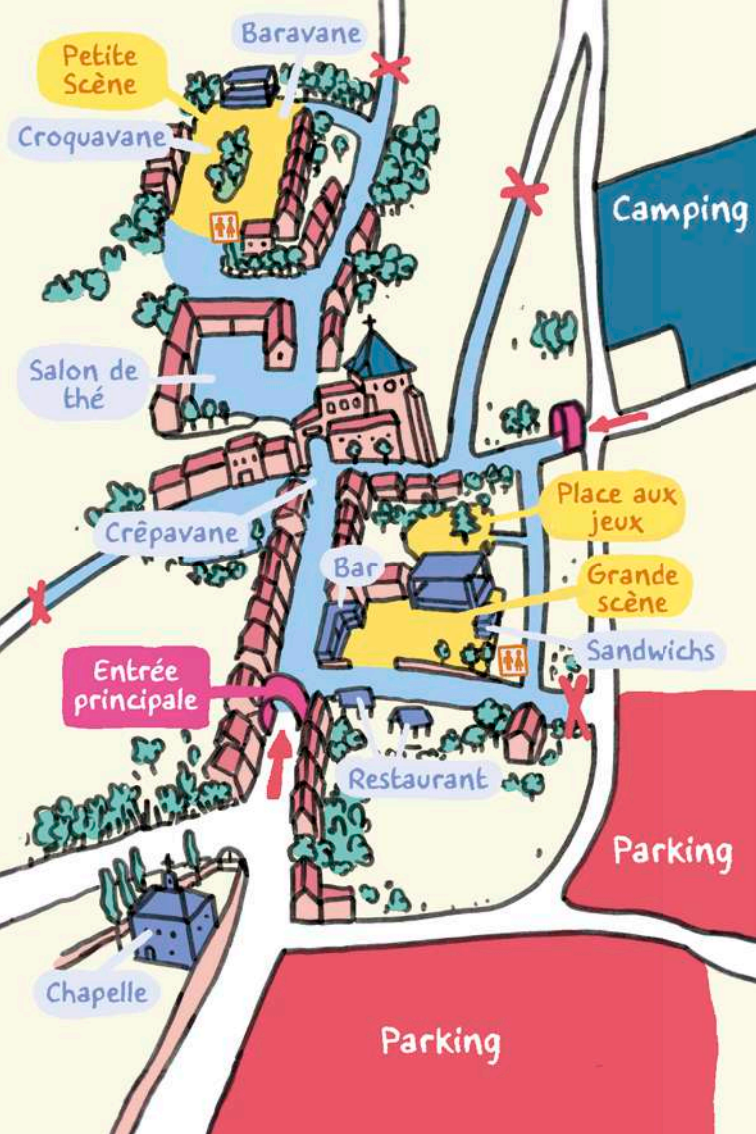 Baravane
Petite
Scène
Croquavane
Camping
Salon de
thé
Place aux
jeux
Crêpavane
Bar
Grande
scène
Sandwichs
Entrée
principale
Restaurant
Parking
Chapelle
Parking